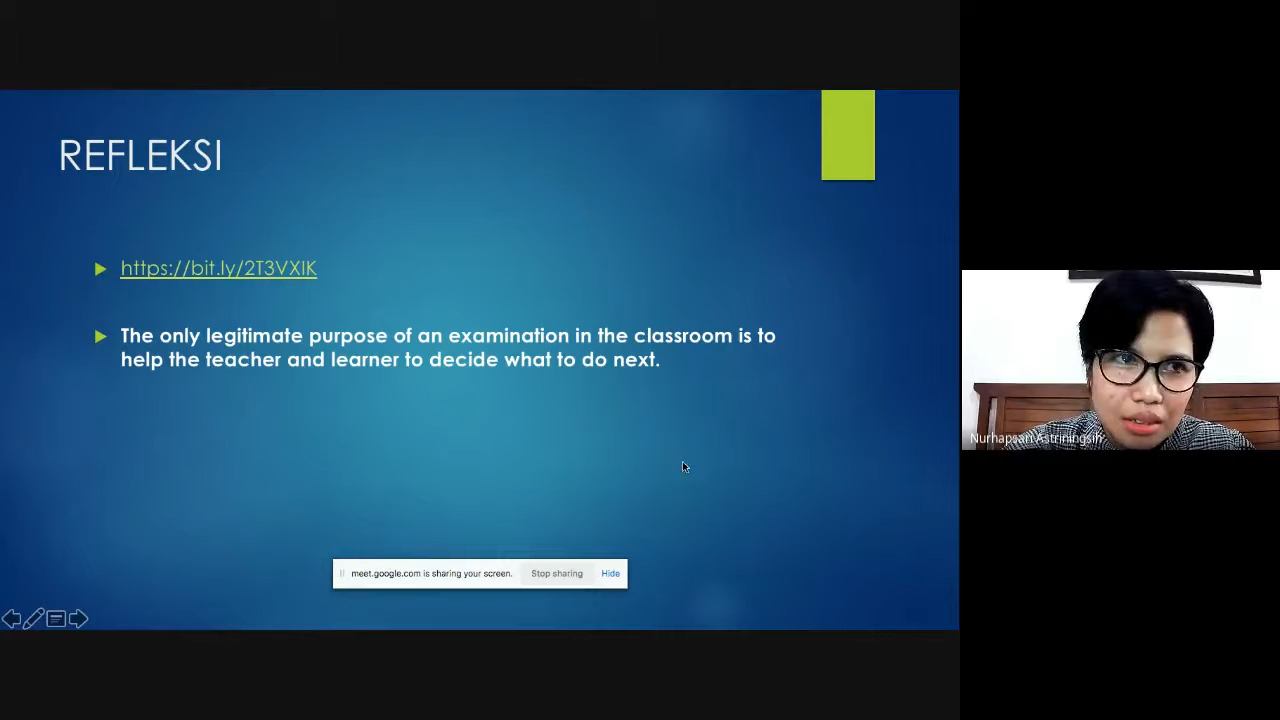 REFLEKSI
https://bit.ly/2T3VXIK
The only legitimate purpose of an examination in the classroom is to
help the teacher and learner to decide what to do next.
Nurhapsari Astriningsih
meet.google.com is sharing your screen. Stop sharing Hide